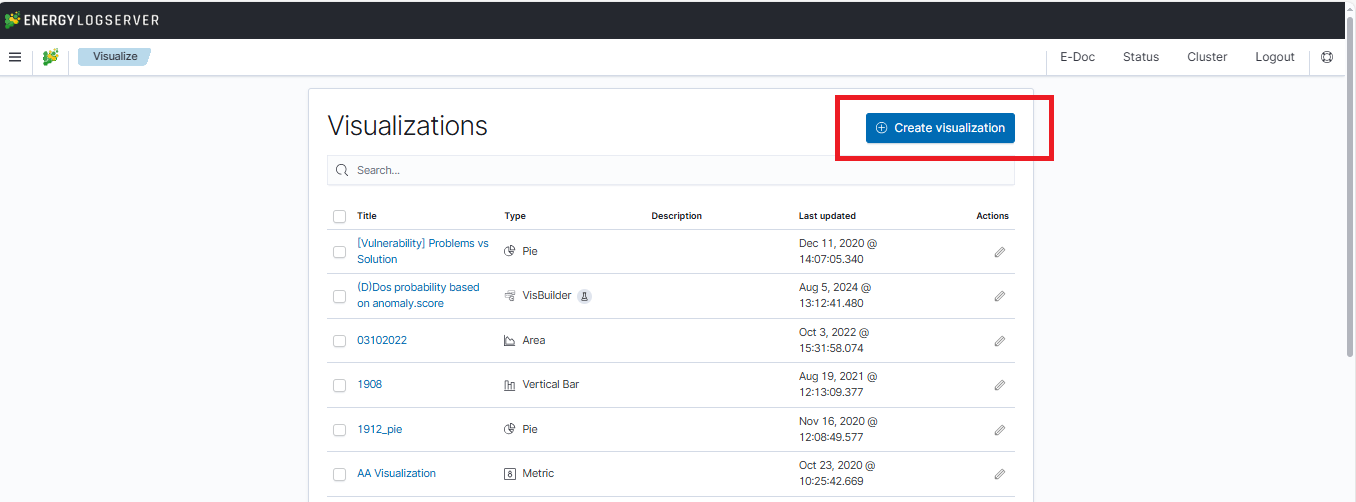 ENERGY LOGSERVER
Visualize
E-Doc Status Cluster Logout
Visualizations
Create visualization
Search...
Title Type Description Last updated Actions
[Vulnerability] Problems vs
Solution
Pie
Dec 11, 2020 @
14:07:05.340
(D)Dos probability based
on anomaly.score
VisBuilder
Aug 5, 2024 @
13:12:41.480
03102022
Area
Oct 3, 2022 @
15:31:58.074
1908
Vertical Bar
Aug 19, 2021 @
12:13:09.377
1912_pie
Pie
Nov 16, 2020 @
12:08:49.577
AA Visualization
8
Metric
Oct 23, 2020 @
10:25:42.669